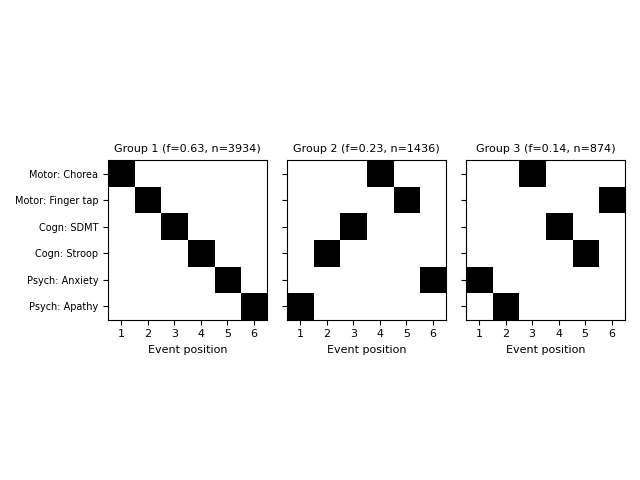 Group 1 (f=0.63, n=3934) Group 2 (f=0.23, n=1436) Group 3 (f=0.14, n=874)
Motor: Chorea
Motor: Finger tap
Cogn: SDMT
Cogn: Stroop
Psych: Anxiety
Psych: Apathy
1 2 3 4 5 6 1 2 3 4 5 6 1 2 3 4 5 6
Event position Event position Event position